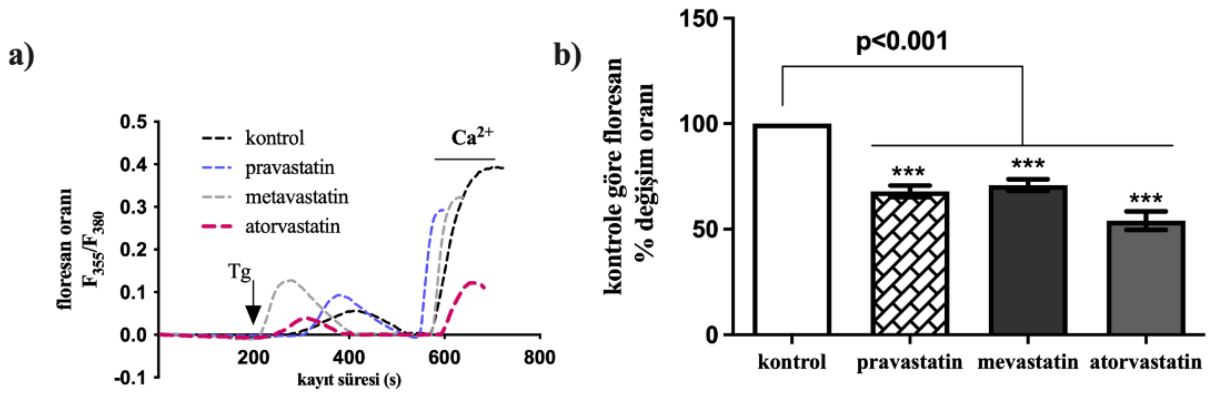 a)
floresan oranı
F355/F380
0.5
0.4
0.3
0.2
0.1
0.0
-0.1
kontrol
pravastatin
metavastatin
atorvastatin
Tg
Ca²⁺
200
400
600
800
kayıt süresi (s)
b)
kontrole göre floresan
% değişim oranı
150
100
50
0
p<0.001
***
***
***
kontrol
pravastatin
mevastatin
atorvastatin